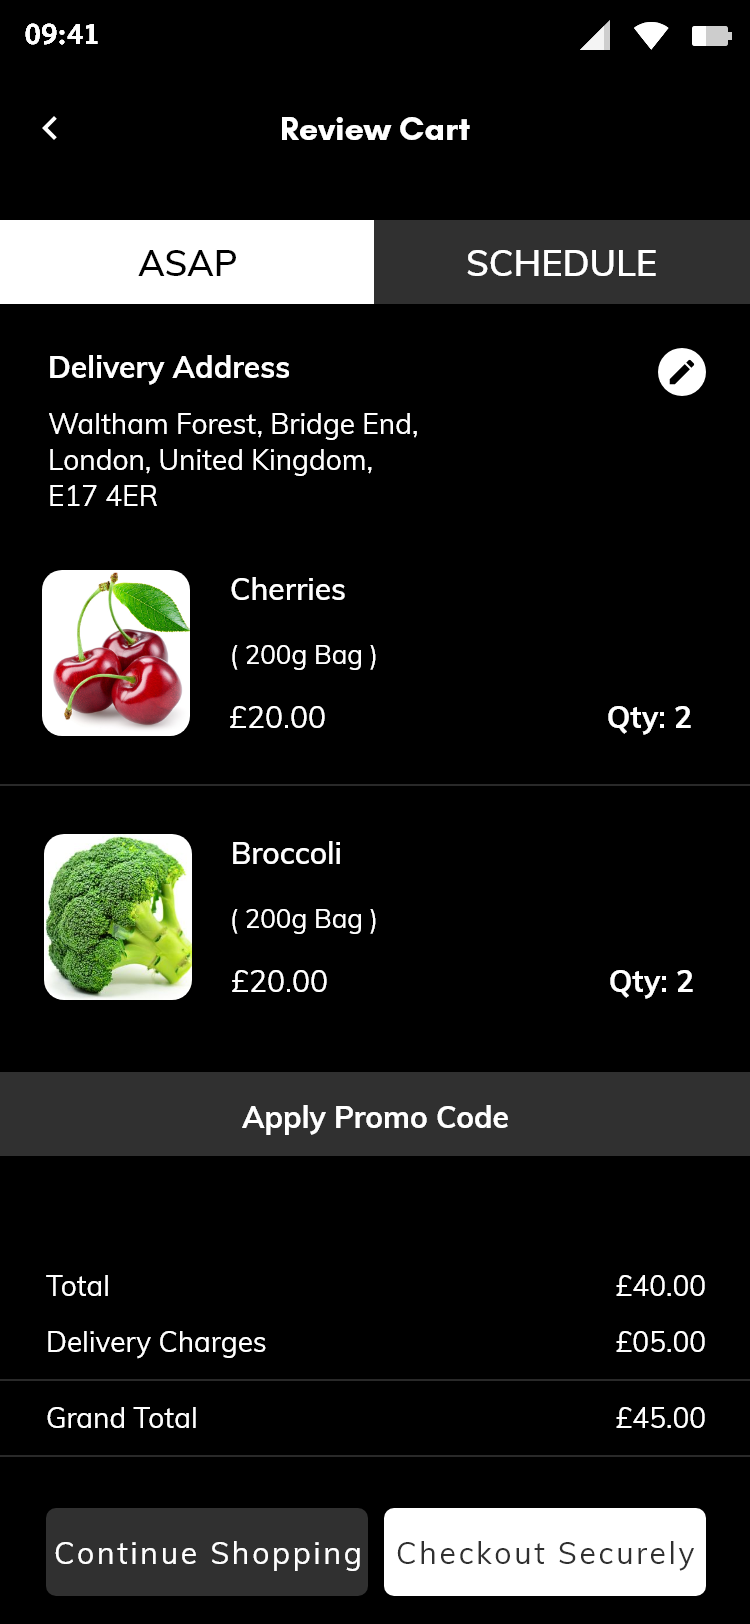 09:41
Review Cart
ASAP
SCHEDULE
Delivery Address
Waltham Forest, Bridge End,
London, United Kingdom,
E17 4ER
Cherries
( 200g Bag )
£20.00
Qty: 2
Broccoli
( 200g Bag )
£20.00
Qty: 2
Apply Promo Code
Total £40.00
Delivery Charges £05.00
Grand Total £45.00
Continue Shopping
Checkout Securely